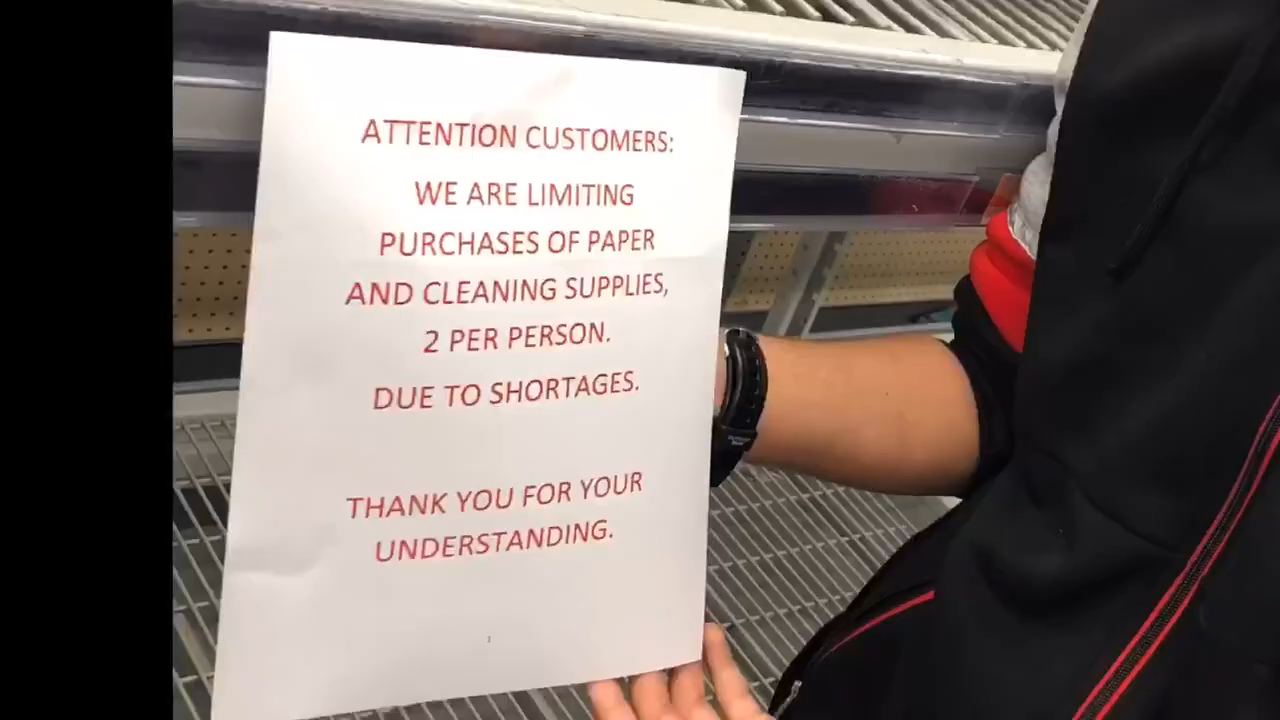 ATTENTION CUSTOMERS:
WE ARE LIMITING
PURCHASES OF PAPER
AND CLEANING SUPPLIES,
2 PER PERSON.
DUE TO SHORTAGES.
THANK YOU FOR YOUR
UNDERSTANDING.
1